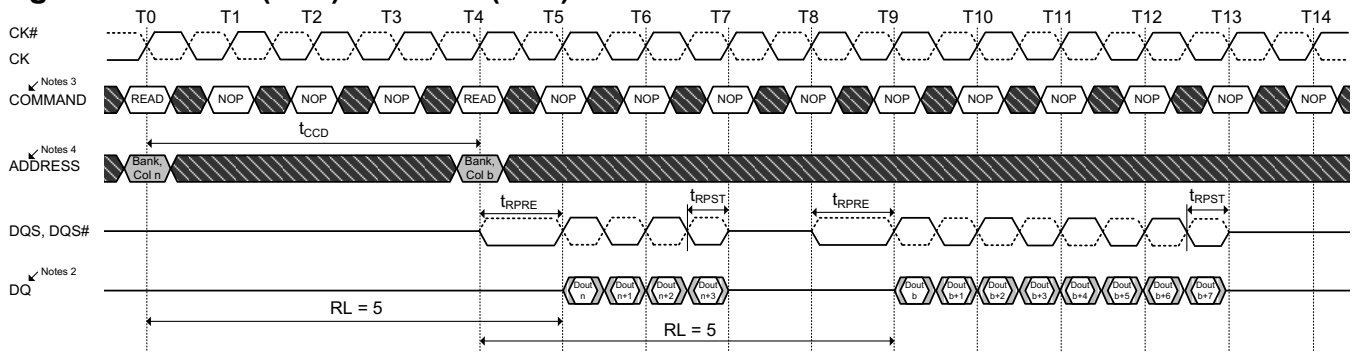 T0 T1 T2 T3 T4 T5 T6 T7 T8 T9 T10 T11 T12 T13 T14
CK#
CK
Notes 3
COMMAND READ NOP NOP NOP READ NOP NOP NOP NOP NOP NOP NOP NOP NOP NOP
tCCD
Notes 4
ADDRESS Bank, Col n Bank, Col b
tRPRE tRPST tRPRE tRPST
DQS, DQS#
Notes 2
DQ Dout n Dout n+1 Dout n+2 Dout n+3 Dout b Dout b+1 Dout b+2 Dout b+3 Dout b+4 Dout b+5 Dout b+6 Dout b+7
RL = 5
RL = 5